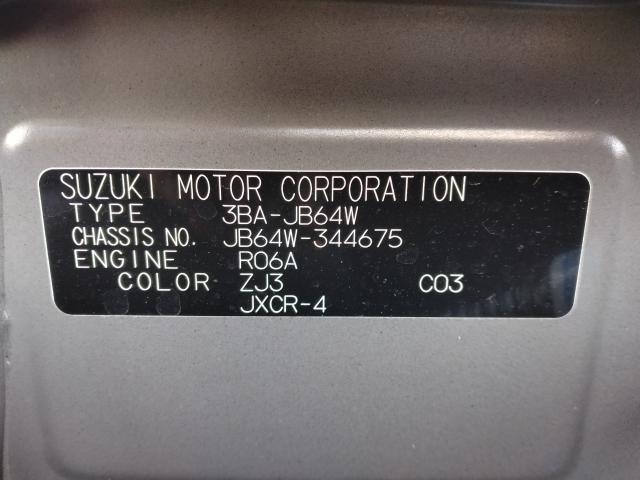 SUZUKI MOTOR CORPORATION
TYPE 3BA-JB64W
CHASSIS NO. JB64W-344675
ENGINE R06A
COLOR ZJ3 C03
JXCR-4